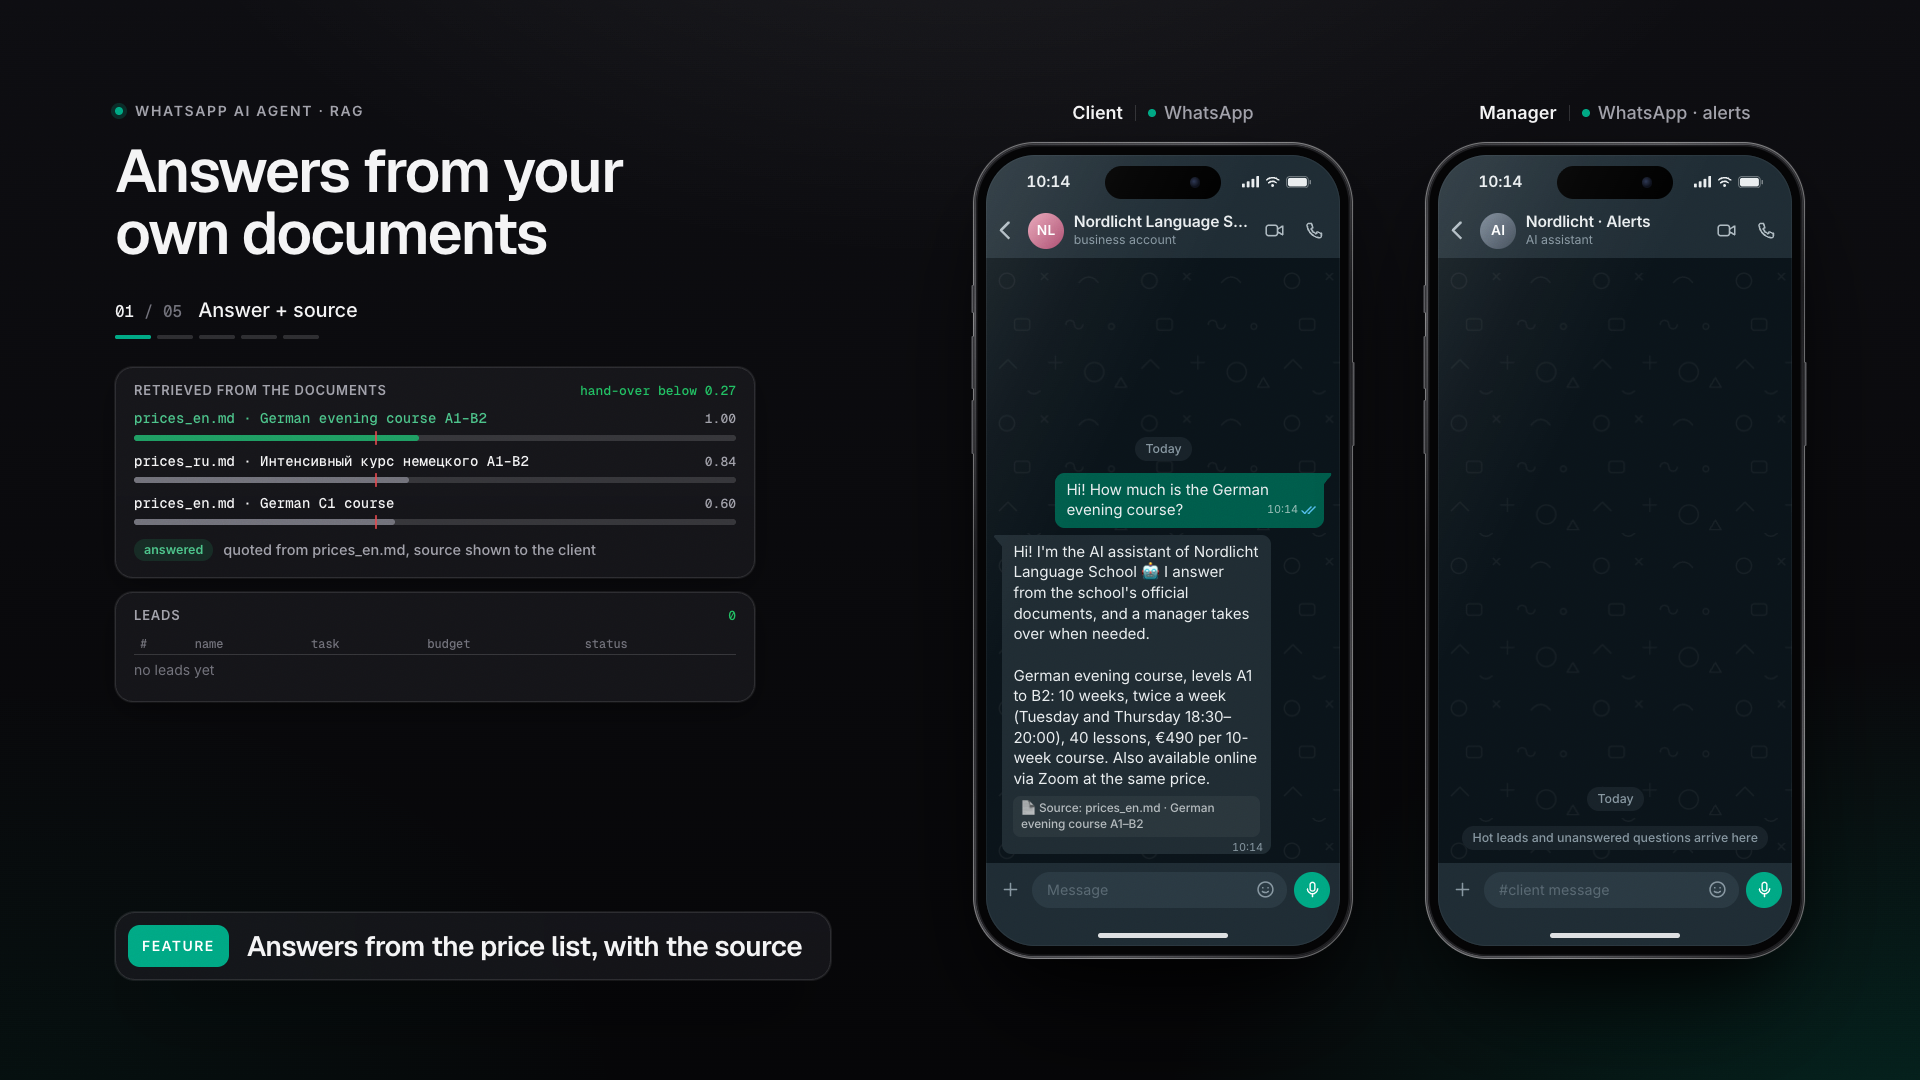 WHATSAPP AI AGENT · RAG
Answers from your
own documents
01 / 05 Answer + source
RETRIEVED FROM THE DOCUMENTS hand-over below 0.27
prices_en.md · German evening course A1–B2 1.00
prices_ru.md · Интенсивный курс немецкого A1–B2 0.84
prices_en.md · German C1 course 0.60
answered quoted from prices_en.md, source shown to the client
LEADS 0
# name task budget status
no leads yet
FEATURE Answers from the price list, with the source
Client WhatsApp
10:14
NL
Nordlicht Language S...
business account
Today
Hi! How much is the German
evening course? 10:14
Hi! I'm the AI assistant of Nordlicht
Language School 🤖 I answer
from the school's official
documents, and a manager takes
over when needed.
German evening course, levels A1
to B2: 10 weeks, twice a week
(Tuesday and Thursday 18:30–
20:00), 40 lessons, €490 per 10-
week course. Also available online
via Zoom at the same price.
📄 Source: prices_en.md · German
evening course A1–B2
10:14
Message
Manager WhatsApp · alerts
10:14
AI
Nordlicht · Alerts
AI assistant
Today
Hot leads and unanswered questions arrive here
#client message